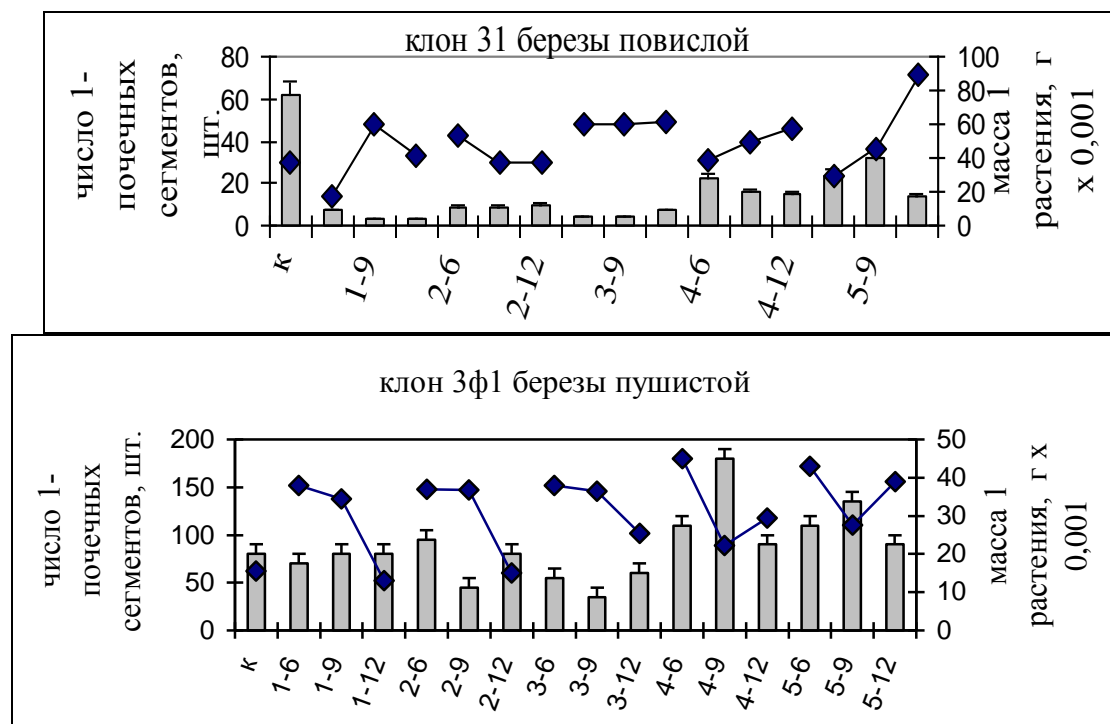 клон 31 березы повислой
число 1-
почечных
сегментов,
шт.
80
60
40
20
0
100
80
60
40
20
0
масса 1
растения, г
х 0,001
к
1-9
2-6
2-12
3-9
4-6
4-12
5-9
клон 3ф1 березы пушистой
число 1-
почечных
сегментов, шт.
200
150
100
50
0
50
40
30
20
10
0
масса 1
растения, г х
0,001
к
1-6
1-9
1-12
2-6
2-9
2-12
3-6
3-9
3-12
4-6
4-9
4-12
5-6
5-9
5-12